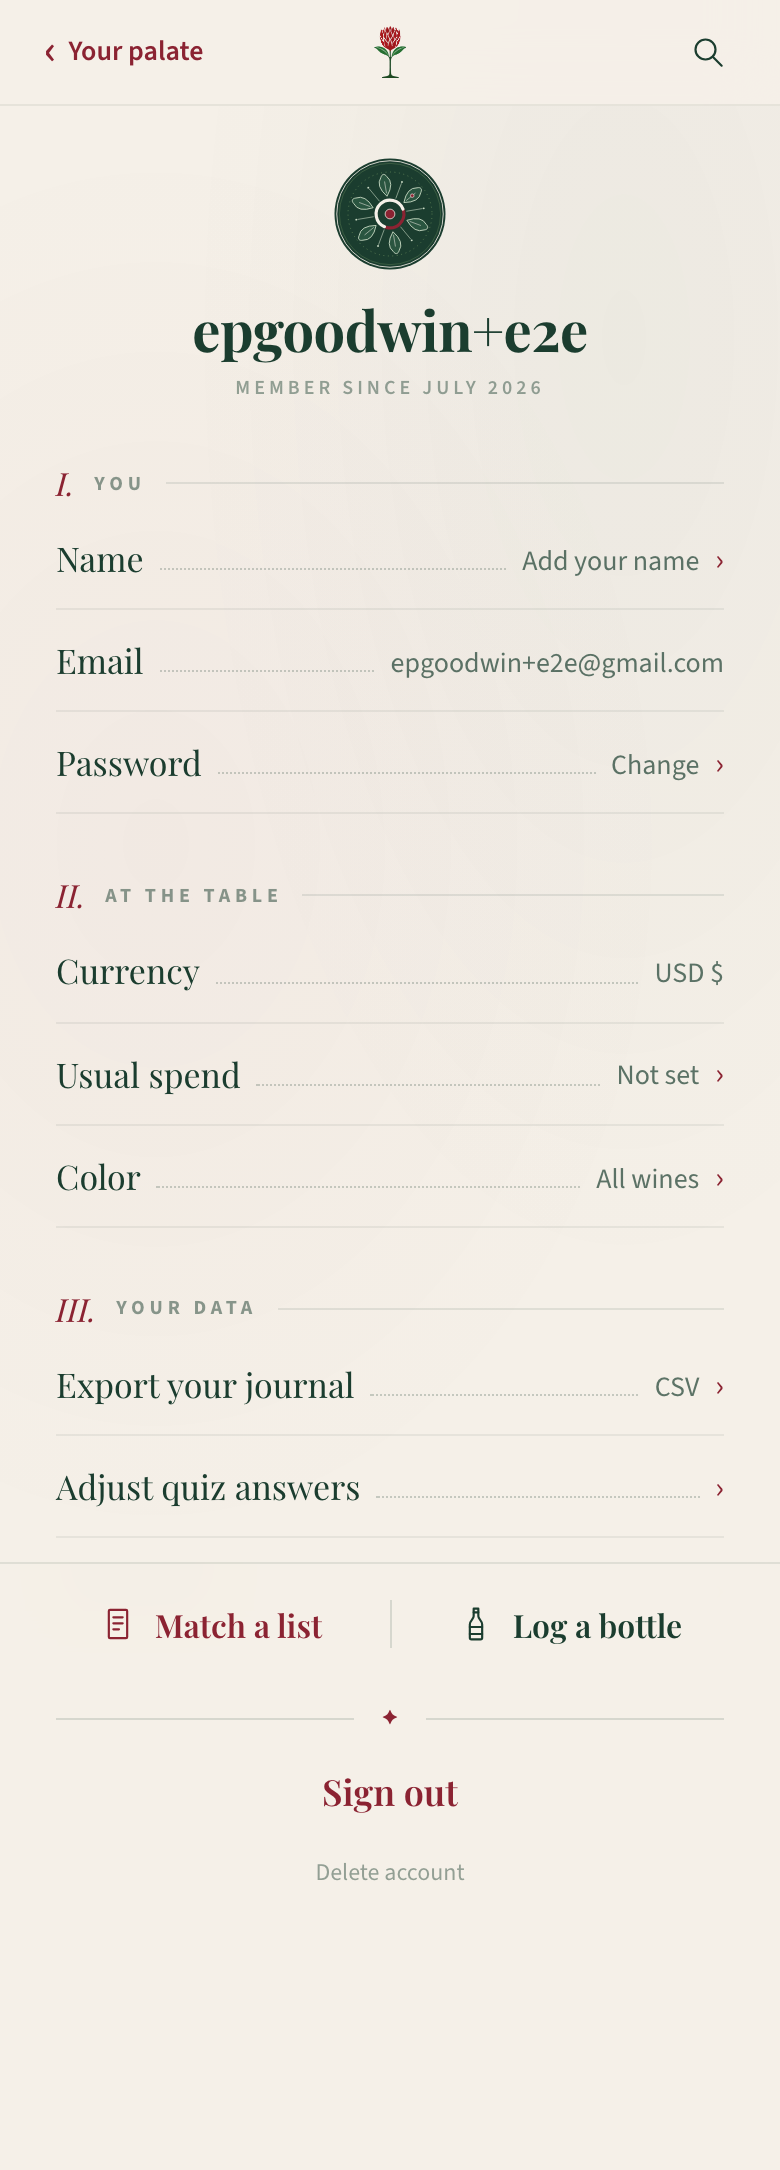 ‹ Your palate
epgoodwin+e2e
MEMBER SINCE JULY 2026
I. YOU
Name Add your name ›
Email epgoodwin+e2e@gmail.com
Password Change ›
II. AT THE TABLE
Currency USD $
Usual spend Not set ›
Color All wines ›
III. YOUR DATA
Export your journal CSV ›
Adjust quiz answers ›
Match a list Log a bottle
Sign out
Delete account